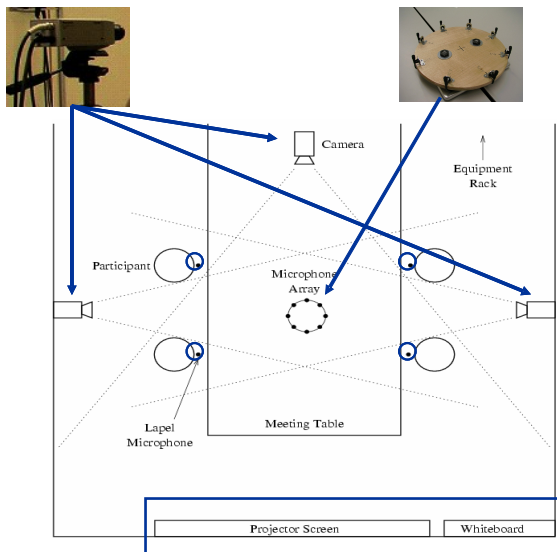 Camera
Equipment
Rack
Participant
Microphone
Array
Lapel
Microphone
Meeting Table
Projector Screen
Whiteboard